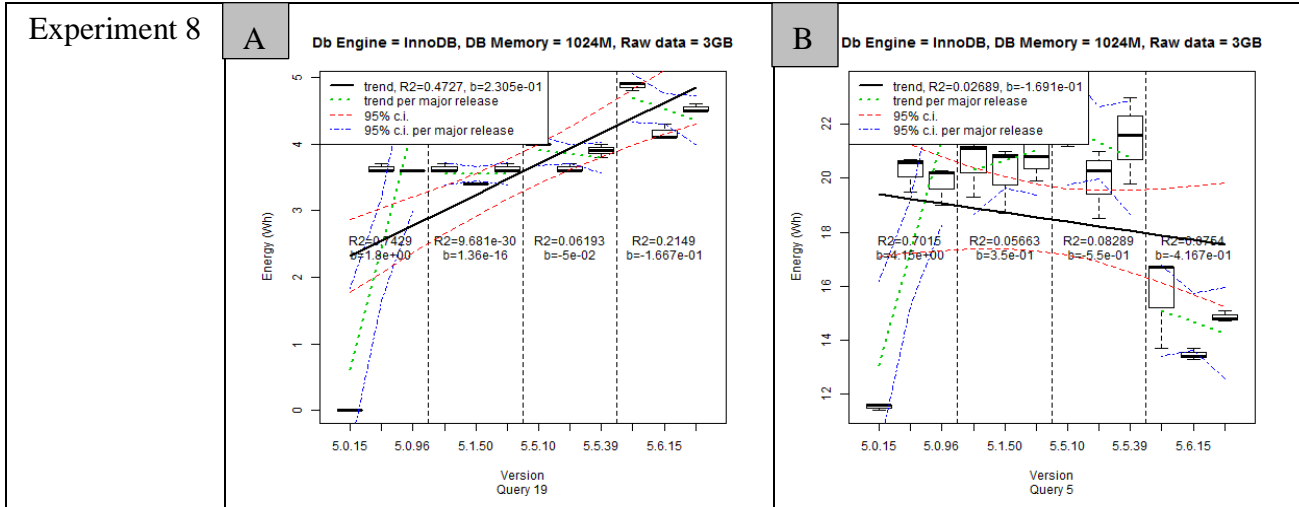 Experiment 8
A
Db Engine = InnoDB, DB Memory = 1024M, Raw data = 3GB
trend, R2=0.4727, b=2.305e-01
trend per major release
95% c.i.
95% c.i. per major release
Energy (Wh)
5
4
3
2
1
0
R2=0.7429
b=1.8e+00
R2=9.681e-30
b=1.36e-16
R2=0.06193
b=-5e-02
R2=0.2149
b=-1.667e-01
5.0.15
5.0.96
5.1.50
5.5.10
5.5.39
5.6.15
Version
Query 19
B
Db Engine = InnoDB, DB Memory = 1024M, Raw data = 3GB
trend, R2=0.02689, b=-1.691e-01
trend per major release
95% c.i.
95% c.i. per major release
Energy (Wh)
22
20
18
16
14
12
R2=0.7015
b=4.15e+00
R2=0.05663
b=3.5e-01
R2=0.08289
b=-5.5e-01
b=-4.167e-01
5.0.15
5.0.96
5.1.50
5.5.10
5.5.39
5.6.15
Version
Query 5